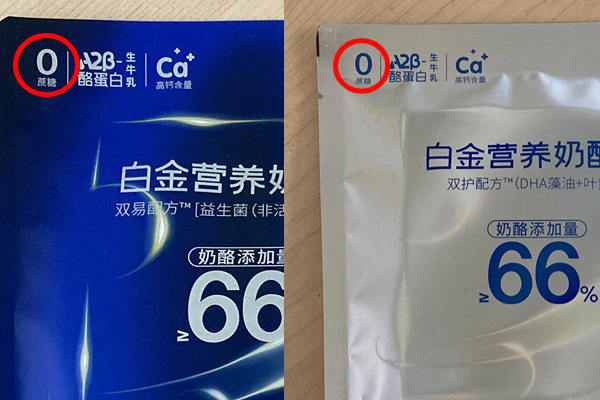 0
蔗糖
A2β-
酪蛋白
生牛乳
Ca++
高钙含量
白金营养奶
双易配方™ [益生菌(非活
奶酪添加量
≥66
0
蔗糖
A2β-
酪蛋白
生牛乳
Ca++
高钙含量
白金营养奶酪
双护配方™(DHA藻油+叶
奶酪添加量
≥66%